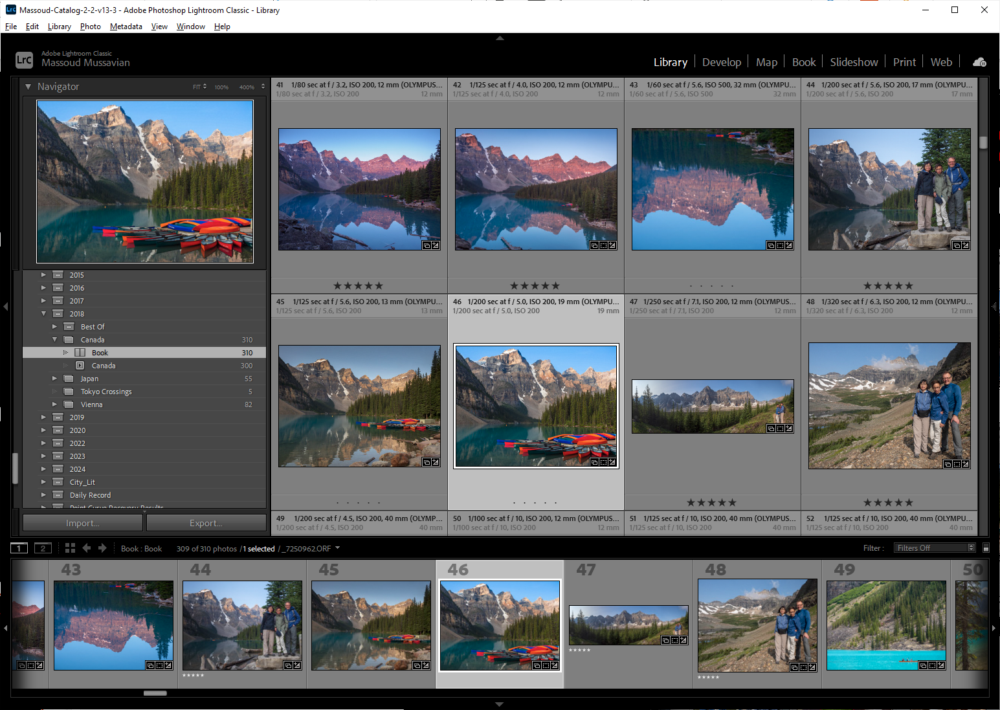 Massoud-Catalog-2-2-v13-3 - Adobe Photoshop Lightroom Classic - Library
File Edit Library Photo Metadata View Window Help
LrC
Adobe Lightroom Classic
Massoud Mussavian
Library Develop Map Book Slideshow Print Web
Navigator FIT 100% 400%
41 1/80 sec at f / 3.2, ISO 200, 12 mm (OLYMPUS...
1/80 sec at f / 3.2, ISO 200 12 mm
42 1/125 sec at f / 4.0, ISO 200, 12 mm (OLYMPU...
1/125 sec at f / 4.0, ISO 200 12 mm
43 1/60 sec at f / 5.6, ISO 500, 32 mm (OLYMPUS...
1/60 sec at f / 5.6, ISO 500 32 mm
44 1/200 sec at f / 5.6, ISO 200, 17 mm (OLYMPU...
1/200 sec at f / 5.6, ISO 200 17 mm
2015
2016
2017
2018
Best Of
Canada 310
Book 310
Canada 300
Japan 55
Tokyo Crossings 5
Vienna 82
2019
2020
2022
2023
2024
City_Lit
Daily Record
Point Curve Recovery Results
Import... Export...
45 1/125 sec at f / 5.6, ISO 200, 13 mm (OLYMPU...
1/125 sec at f / 5.6, ISO 200 13 mm
46 1/200 sec at f / 5.0, ISO 200, 19 mm (OLYMPU...
1/200 sec at f / 5.0, ISO 200 19 mm
47 1/250 sec at f / 7.1, ISO 200, 12 mm (OLYMPU...
1/250 sec at f / 7.1, ISO 200 12 mm
48 1/320 sec at f / 6.3, ISO 200, 12 mm (OLYMPU...
1/320 sec at f / 6.3, ISO 200 12 mm
49 1/200 sec at f / 4.5, ISO 200, 40 mm (OLYMP...
1/200 sec at f / 4.5, ISO 200 40 mm
50 1/100 sec at f / 10, ISO 200, 12 mm (OLYMPUS...
1/100 sec at f / 10, ISO 200 12 mm
51 1/125 sec at f / 10, ISO 200, 40 mm (OLYMPUS...
1/125 sec at f / 10, ISO 200 40 mm
52 1/125 sec at f / 10, ISO 200, 40 mm (OLYMPUS...
1/125 sec at f / 10, ISO 200 40 mm
1 2 Book : Book 309 of 310 photos / 1 selected / _7250962.ORF Filter : Filters Off
43 44 45 46 47 48 49 50